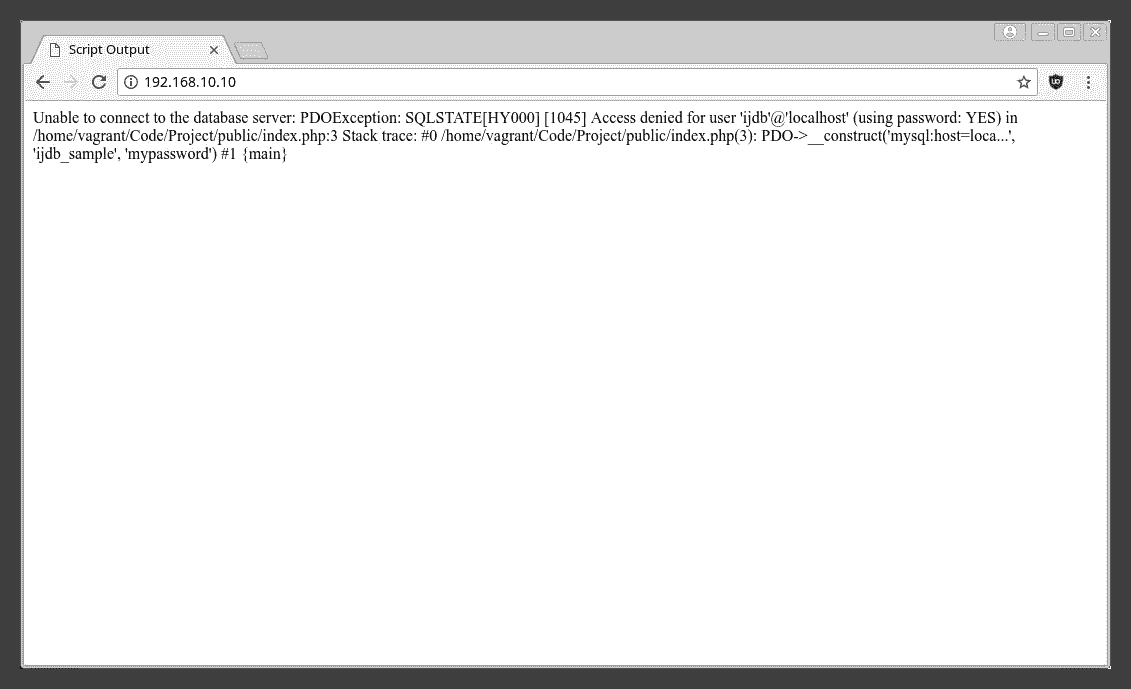 Script Output
192.168.10.10
Unable to connect to the database server: PDOException: SQLSTATE[HY000] [1045] Access denied for user 'ijdb'@'localhost' (using password: YES) in
/home/vagrant/Code/Project/public/index.php:3 Stack trace: #0 /home/vagrant/Code/Project/public/index.php(3): PDO->__construct('mysql:host=loca...',
'ijdb_sample', 'mypassword') #1 {main}